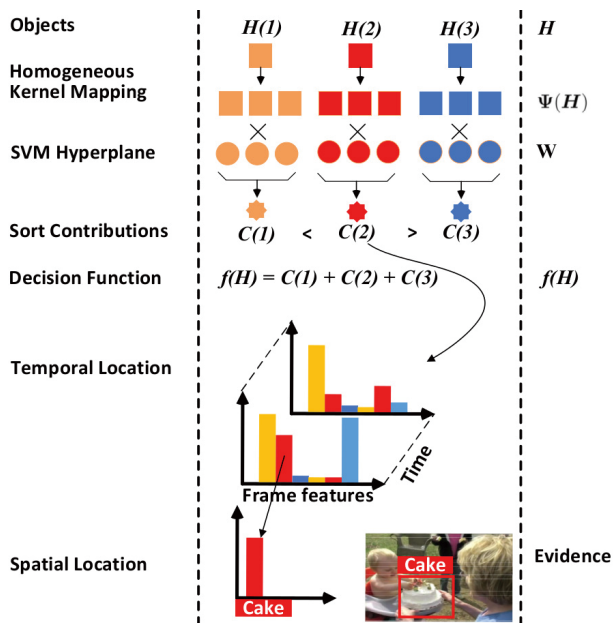 Objects H(1) H(2) H(3) H
Homogeneous
Kernel Mapping Ψ(H)
× × ×
SVM Hyperplane W
Sort Contributions C(1) < C(2) > C(3)
Decision Function f(H) = C(1) + C(2) + C(3) f(H)
Temporal Location
Time
Frame features
Spatial Location Cake Evidence
Cake